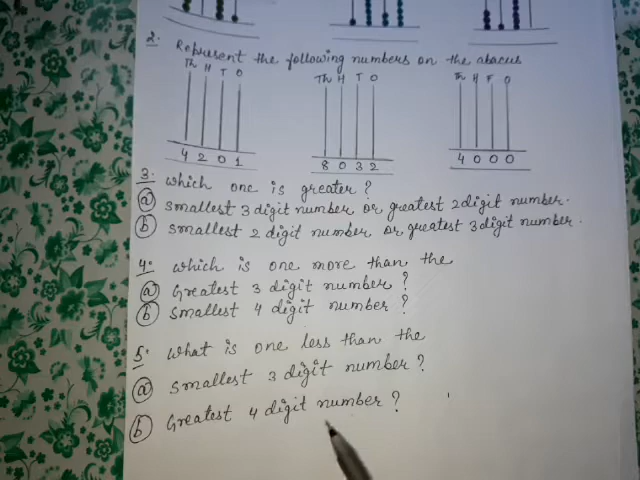 2. Represent the following numbers on the abacus
Th H T O Th H T O Th H F O
4 2 0 1 8 0 3 2 4 0 0 0
3. Which one is greater?
(a) Smallest 3 digit number or greatest 2 digit number.
(b) Smallest 2 digit number or greatest 3 digit number.
4. Which is one more than the
(a) Greatest 3 digit number?
(b) Smallest 4 digit number?
5. What is one less than the
(a) Smallest 3 digit number?
(b) Greatest 4 digit number?